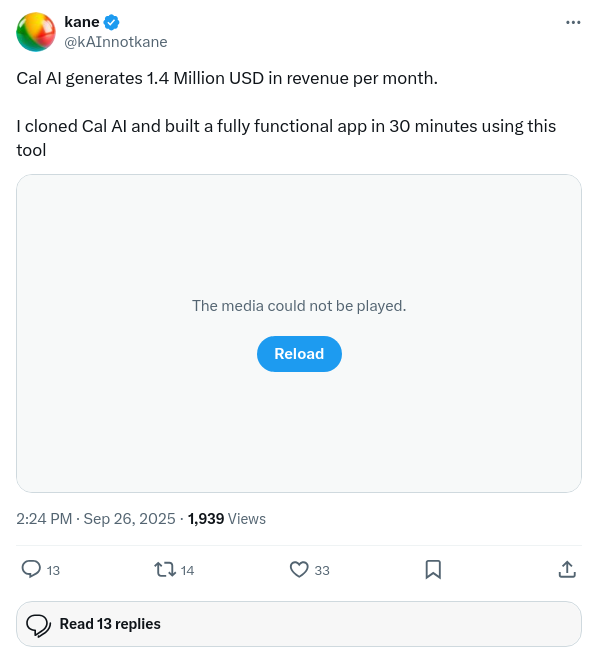 kane
@kAInnotkane
Cal AI generates 1.4 Million USD in revenue per month.
I cloned Cal AI and built a fully functional app in 30 minutes using this
tool
The media could not be played.
Reload
2:24 PM · Sep 26, 2025 · 1,939 Views
13 14 33
Read 13 replies